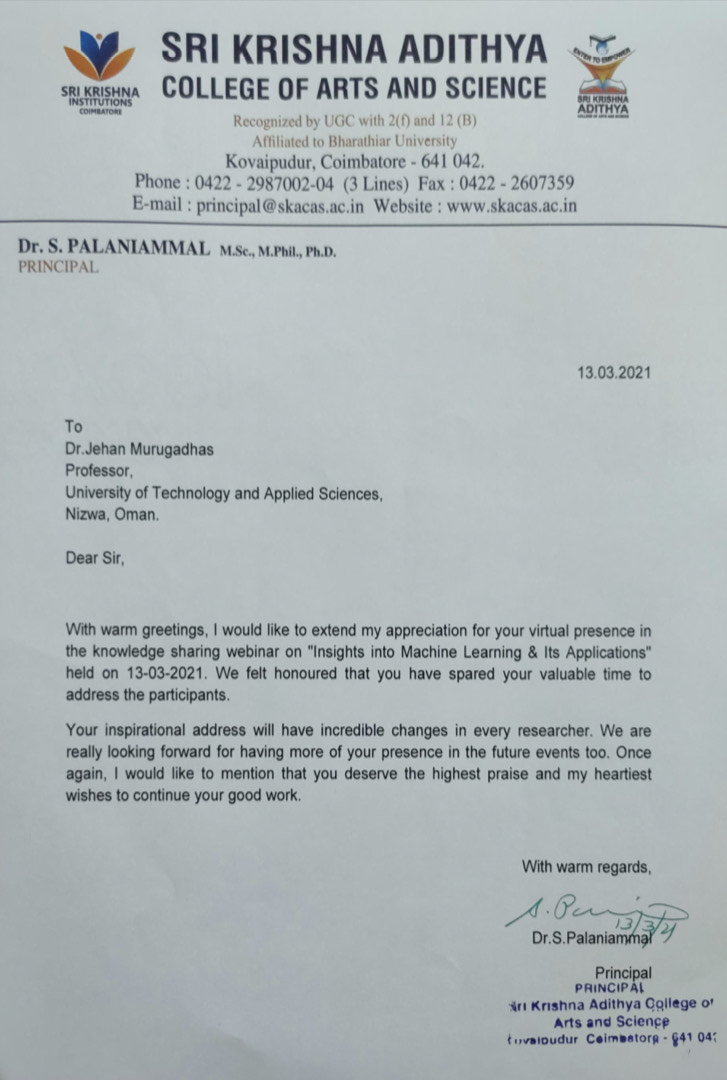 SRI KRISHNA
INSTITUTIONS
COIMBATORE
SRI KRISHNA ADITHYA
COLLEGE OF ARTS AND SCIENCE
ENTER TO EMPOWER
SRI KRISHNA
ADITHYA
COLLEGE OF ARTS AND SCIENCE
Recognized by UGC with 2(f) and 12 (B)
Affiliated to Bharathiar University
Kovaipudur, Coimbatore - 641 042.
Phone : 0422 - 2987002-04 (3 Lines) Fax : 0422 - 2607359
E-mail : principal@skacas.ac.in Website : www.skacas.ac.in
Dr. S. PALANIAMMAL M.Sc., M.Phil., Ph.D.
PRINCIPAL
13.03.2021
To
Dr.Jehan Murugadhas
Professor,
University of Technology and Applied Sciences,
Nizwa, Oman.
Dear Sir,
With warm greetings, I would like to extend my appreciation for your virtual presence in
the knowledge sharing webinar on "Insights into Machine Learning & Its Applications"
held on 13-03-2021. We felt honoured that you have spared your valuable time to
address the participants.
Your inspirational address will have incredible changes in every researcher. We are
really looking forward for having more of your presence in the future events too. Once
again, I would like to mention that you deserve the highest praise and my heartiest
wishes to continue your good work.
With warm regards,
13/3/21
Dr.S.Palaniammal
Principal
PRINCIPAL
Sri Krishna Adithya College of
Arts and Science
Kovaipudur Coimbatore - 641 042